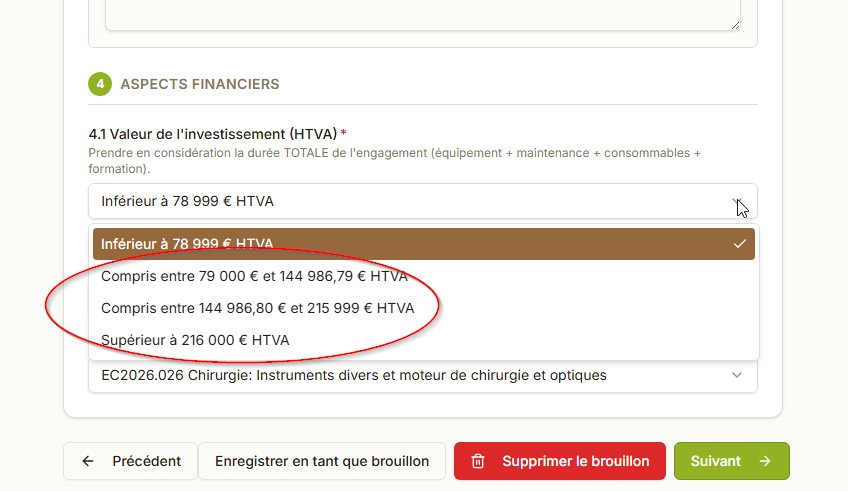 4 ASPECTS FINANCIERS
4.1 Valeur de l'investissement (HTVA) *
Prendre en considération la durée TOTALE de l'engagement (équipement + maintenance + consommables +
formation).
Inférieur à 78 999 € HTVA
Inférieur à 78 999 € HTVA
Compris entre 79 000 € et 144 986,79 € HTVA
Compris entre 144 986,80 € et 215 999 € HTVA
Supérieur à 216 000 € HTVA
EC2026.026 Chirurgie: Instruments divers et moteur de chirurgie et optiques
Précédent Enregistrer en tant que brouillon Supprimer le brouillon Suivant